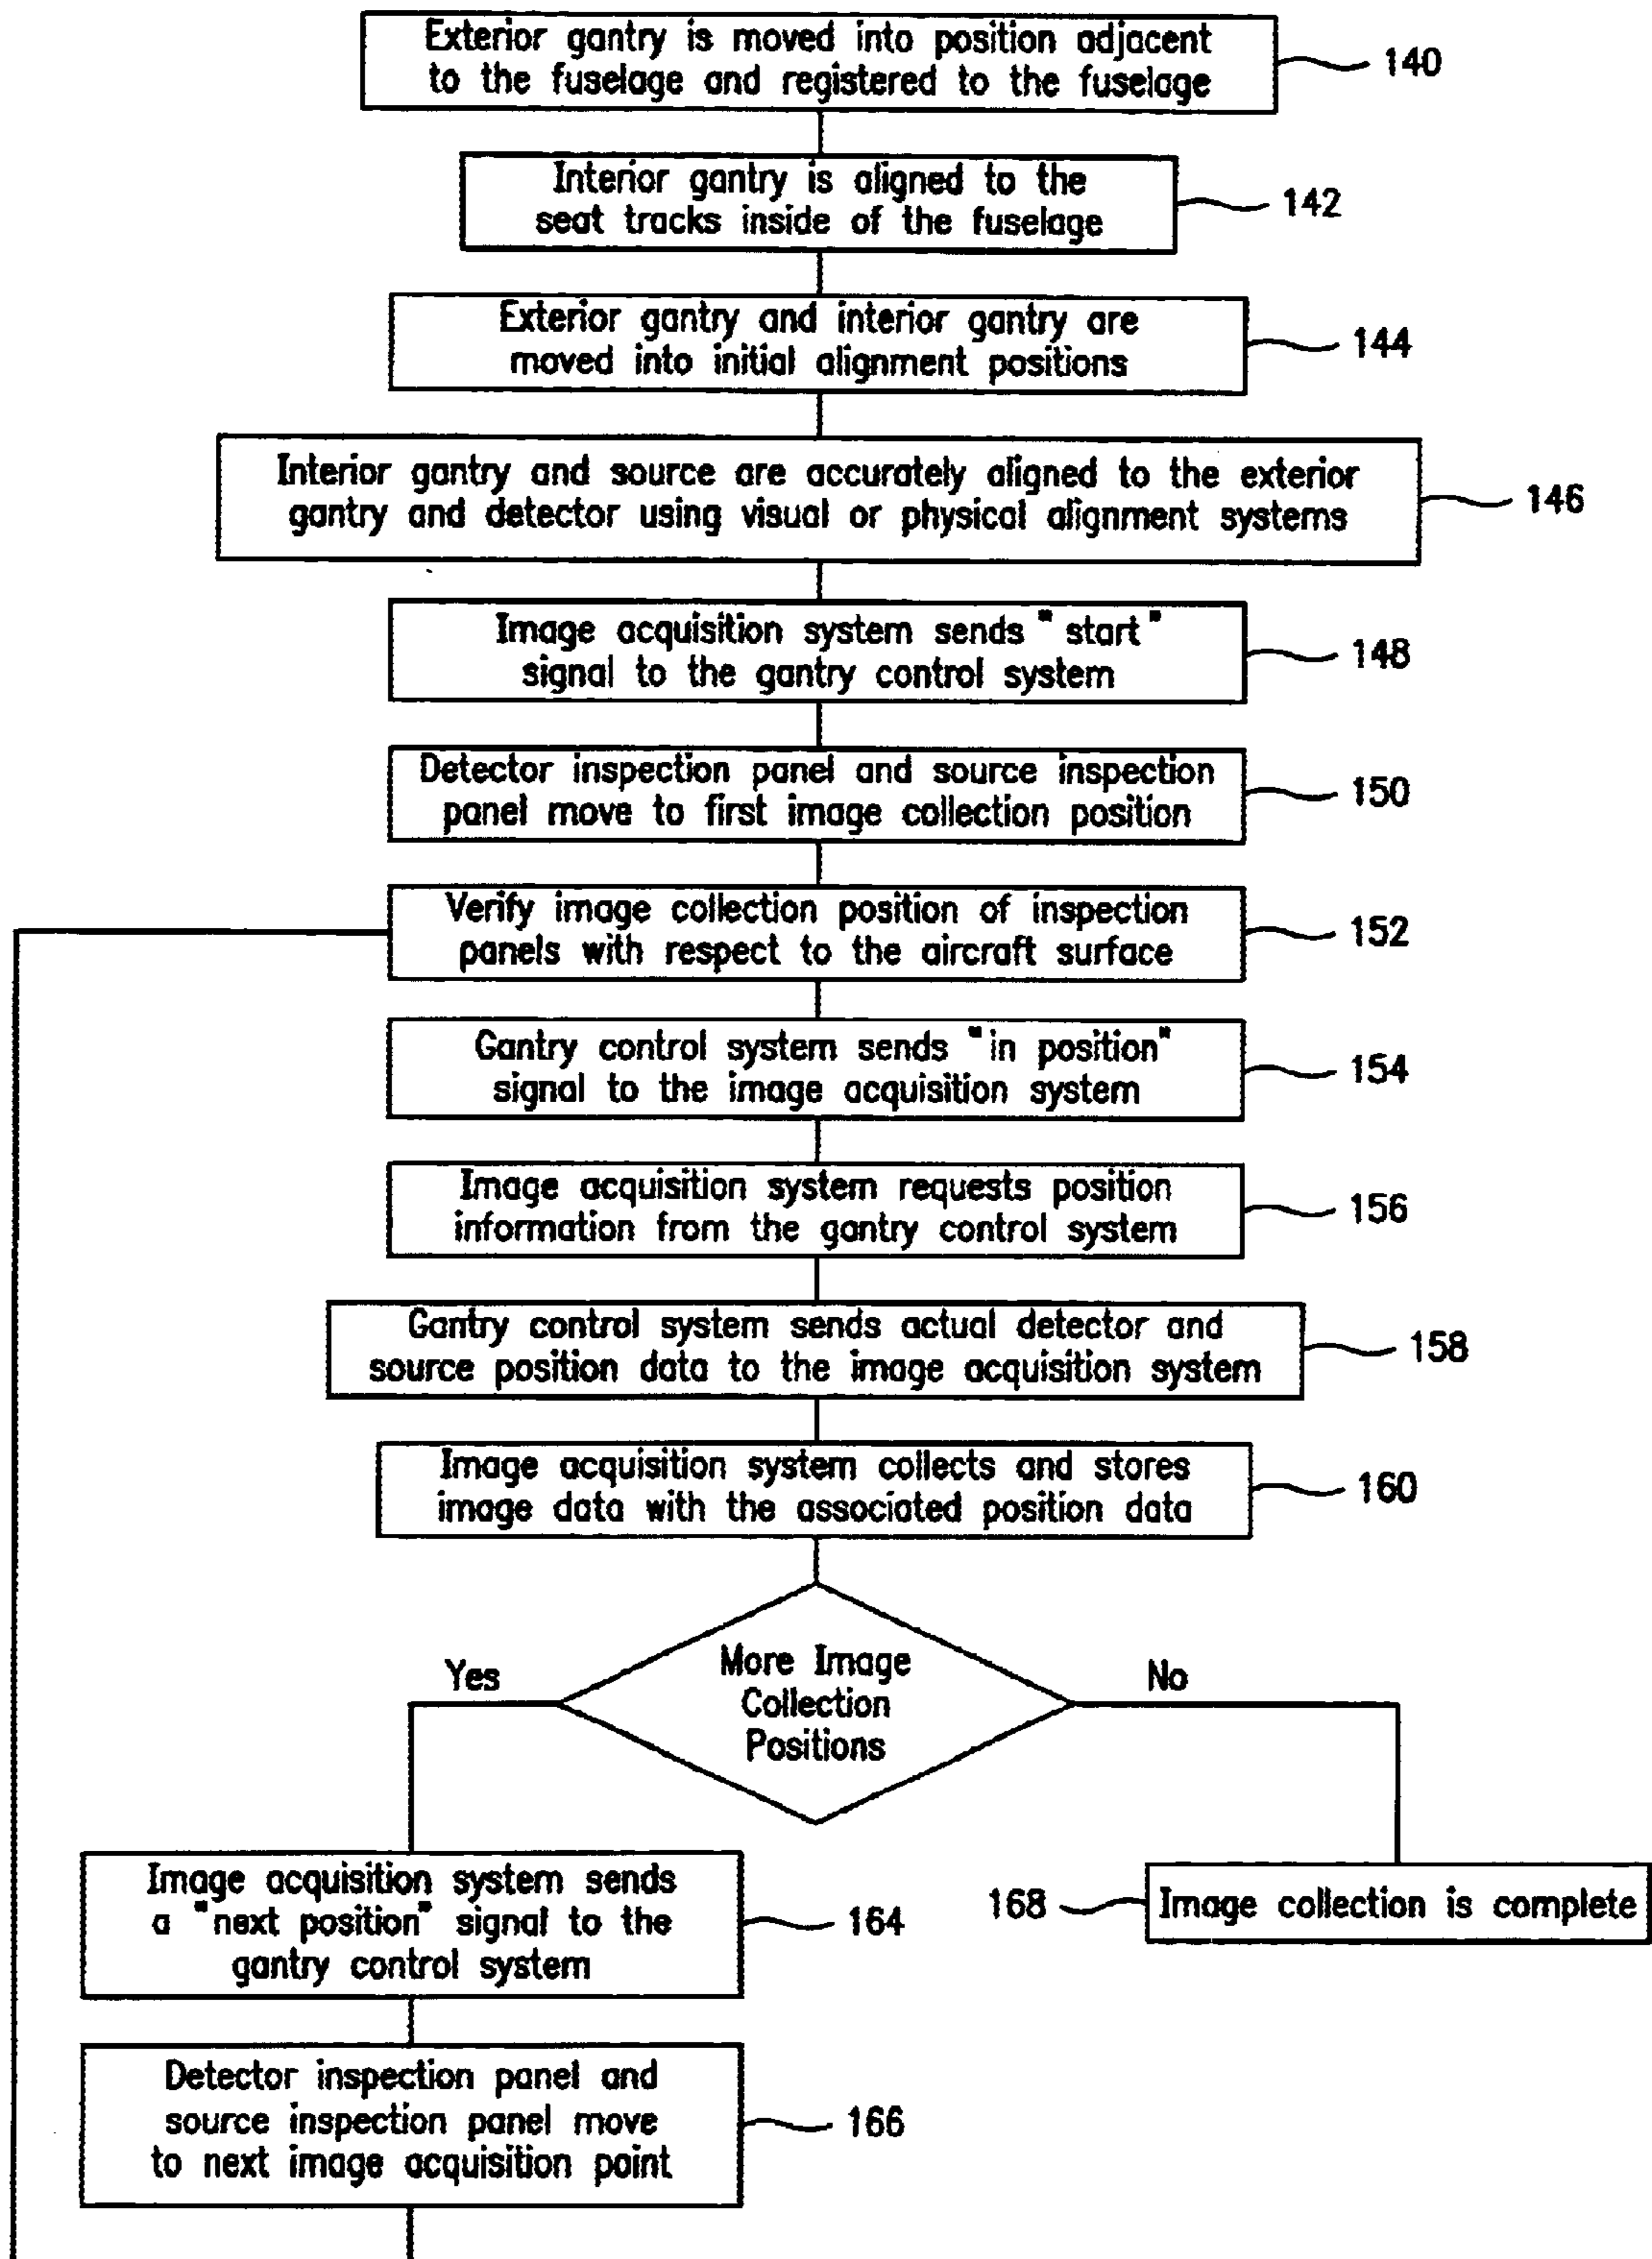 Exterior gantry is moved into position adjacent
to the fuselage and registered to the fuselage
140
Interior gantry is aligned to the
seat tracks inside of the fuselage
142
Exterior gantry and interior gantry are
moved into initial alignment positions
144
Interior gantry and source are accurately aligned to the exterior
gantry and detector using visual or physical alignment systems
146
Image acquisition system sends "start"
signal to the gantry control system
148
Detector inspection panel and source inspection
panel move to first image collection position
150
Verify image collection position of inspection
panels with respect to the aircraft surface
152
Gantry control system sends "in position"
signal to the image acquisition system
154
Image acquisition system requests position
information from the gantry control system
156
Gantry control system sends actual detector and
source position data to the image acquisition system
158
Image acquisition system collects and stores
image data with the associated position data
160
More Image
Collection
Positions
Yes
No
Image acquisition system sends
a "next position" signal to the
gantry control system
164
168
Image collection is complete
Detector inspection panel and
source inspection panel move
to next image acquisition point
166